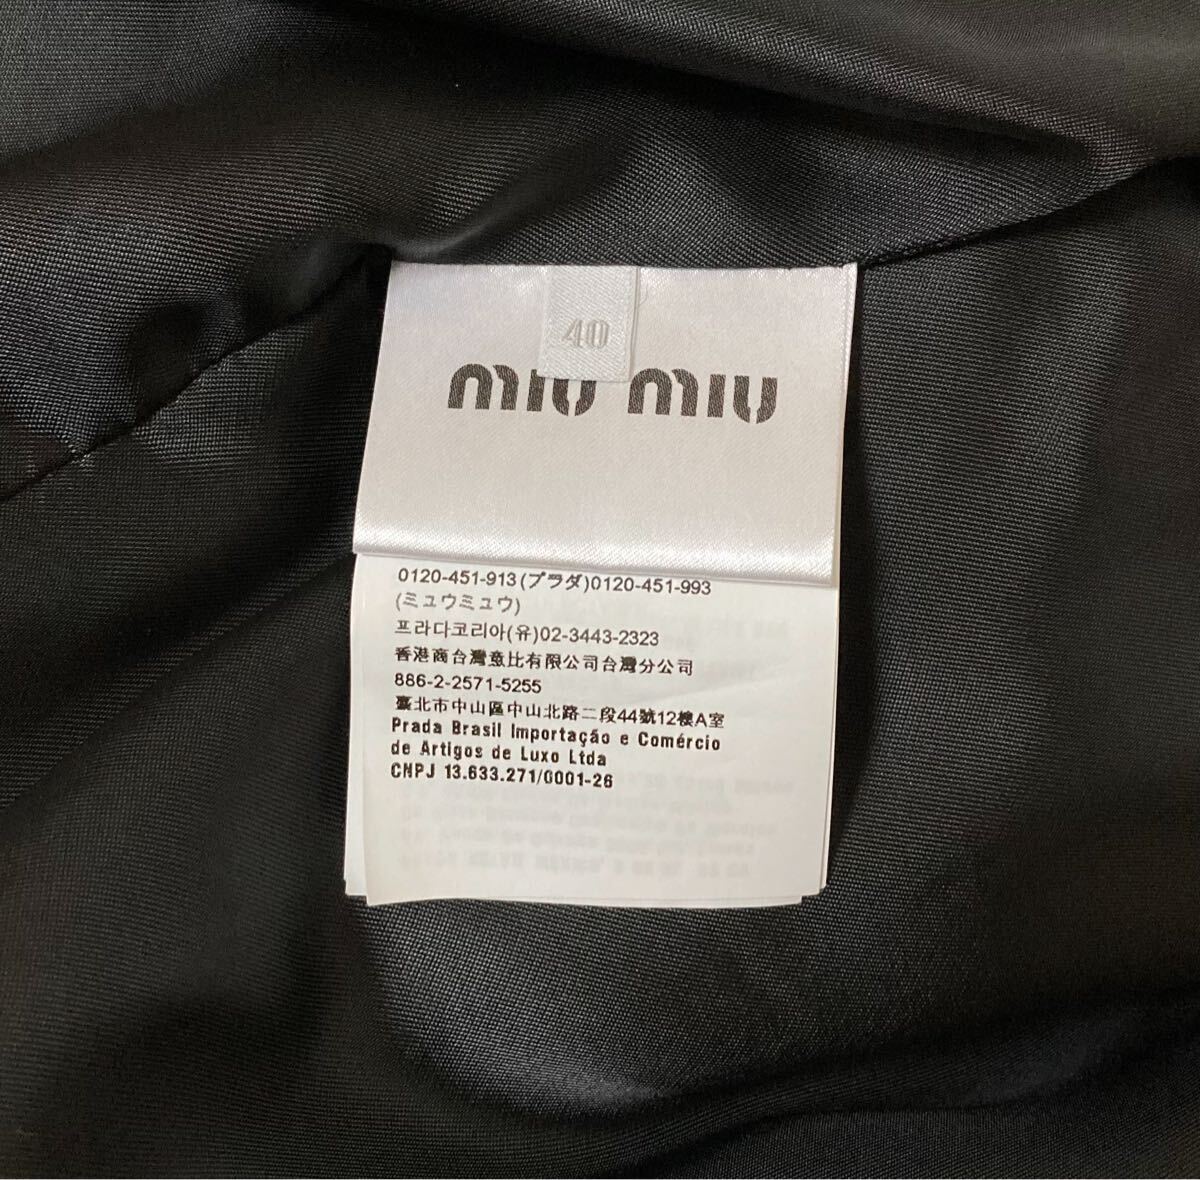 40
miu miu
0120-451-913(プラダ)0120-451-993
(ミュウミュウ)
프라다코리아(유)02-3443-2323
香港商台灣意比有限公司台灣分公司
886-2-2571-5255
臺北市中山區中山北路二段44號12樓A室
Prada Brasil Importação e Comércio
de Artigos de Luxo Ltda
CNPJ 13.633.271/0001-26